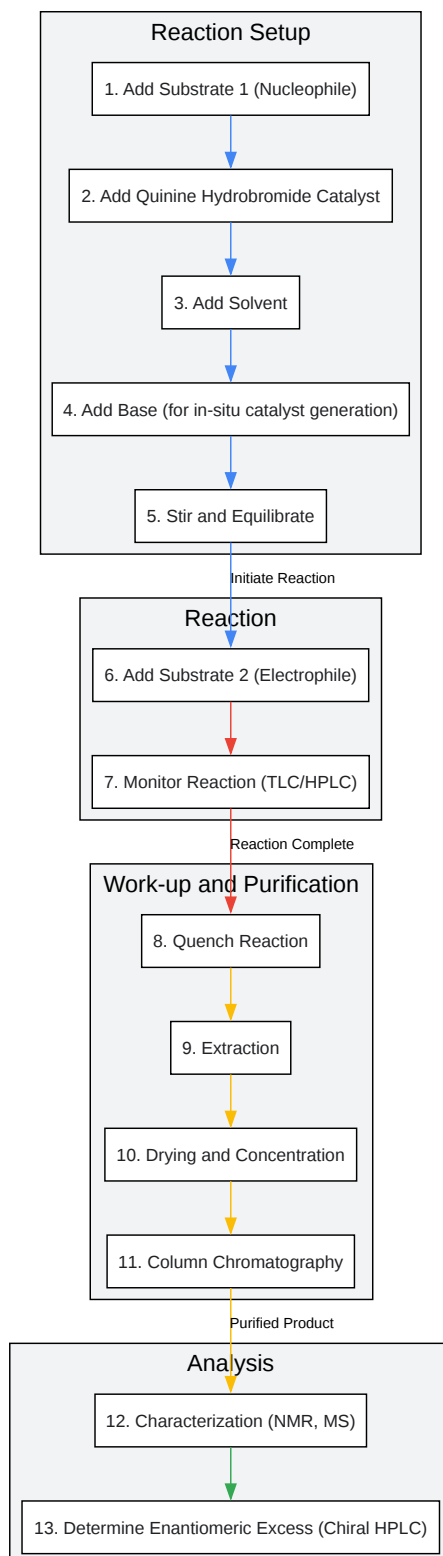 Reaction Setup
1. Add Substrate 1 (Nucleophile)
2. Add Quinine Hydrobromide Catalyst
3. Add Solvent
4. Add Base (for in-situ catalyst generation)
5. Stir and Equilibrate
Initiate Reaction
Reaction
6. Add Substrate 2 (Electrophile)
7. Monitor Reaction (TLC/HPLC)
Reaction Complete
Work-up and Purification
8. Quench Reaction
9. Extraction
10. Drying and Concentration
11. Column Chromatography
Purified Product
Analysis
12. Characterization (NMR, MS)
13. Determine Enantiomeric Excess (Chiral HPLC)